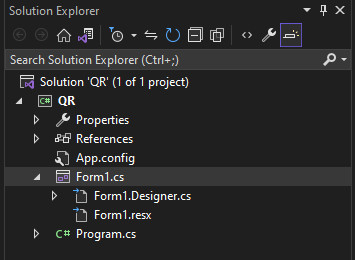 Solution Explorer
Search Solution Explorer (Ctrl+;)
Solution 'QR' (1 of 1 project)
C# QR
Properties
References
App.config
Form1.cs
Form1.Designer.cs
Form1.resx
C# Program.cs